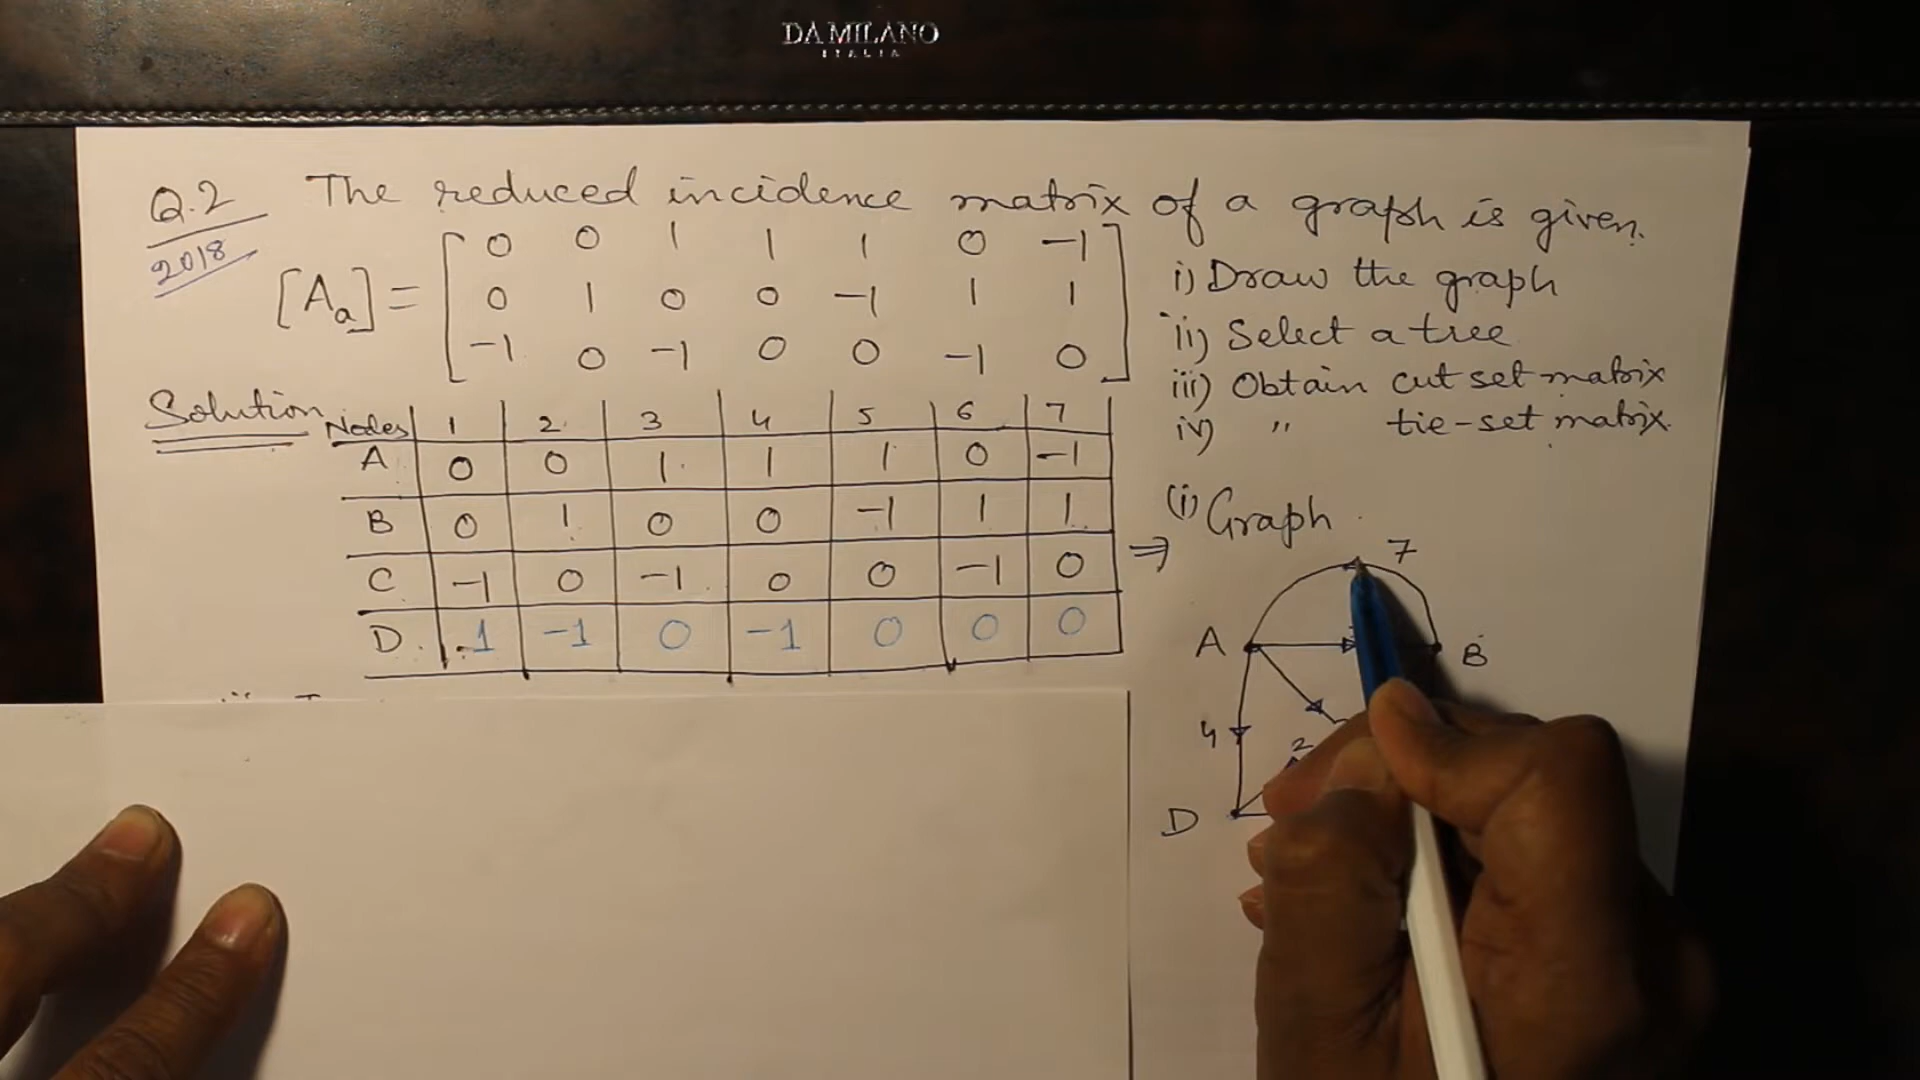 DA MILANO
ITALIA
Q.2 The reduced incidence matrix of a graph is given.
2018
[Aa] = [ 0 0 1 1 1 0 -1
0 1 0 0 -1 1 1
-1 0 -1 0 0 -1 0 ]
i) Draw the graph
ii) Select a tree
iii) Obtain cut set matrix
iv) " tie-set matrix.
Solution
Nodes 1 2 3 4 5 6 7
A 0 0 1 1 1 0 -1
B 0 1 0 0 -1 1 1
C -1 0 -1 0 0 -1 0
D 1 -1 0 -1 0 0 0
⇒ (i) Graph
7
A B
4 2
D